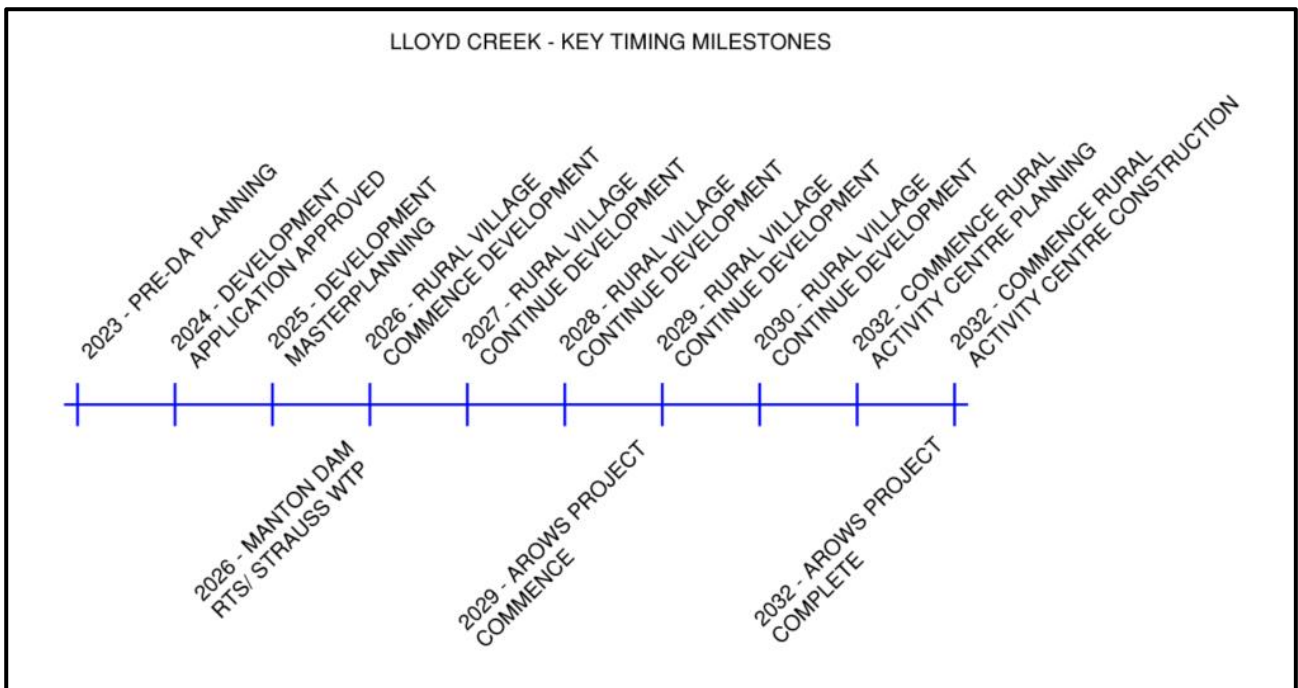 LLOYD CREEK - KEY TIMING MILESTONES
2023 - PRE-DA PLANNING
2024 - DEVELOPMENT
APPLICATION APPROVED
2025 - DEVELOPMENT
MASTERPLANNING
2026 - RURAL VILLAGE
COMMENCE DEVELOPMENT
2027 - RURAL VILLAGE
CONTINUE DEVELOPMENT
2028 - RURAL VILLAGE
CONTINUE DEVELOPMENT
2029 - RURAL VILLAGE
CONTINUE DEVELOPMENT
2030 - RURAL VILLAGE
CONTINUE DEVELOPMENT
2032 - COMMENCE RURAL
ACTIVITY CENTRE PLANNING
2032 - COMMENCE RURAL
ACTIVITY CENTRE CONSTRUCTION
2026 - MANTON DAM
RTS/ STRAUSS WTP
2029 - AROWS PROJECT
COMMENCE
2032 - AROWS PROJECT
COMPLETE